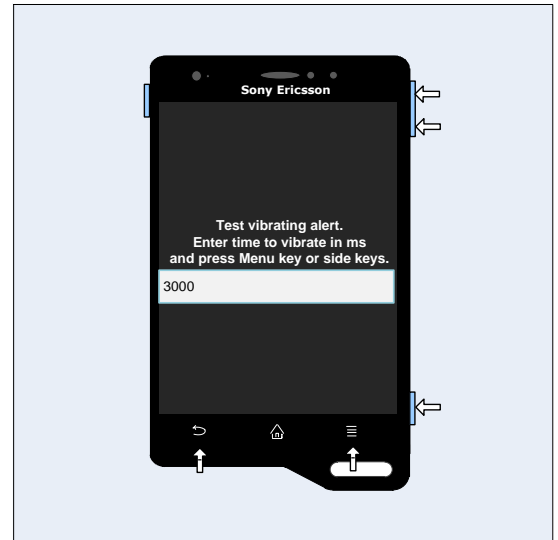 Sony Ericsson
Test vibrating alert.
Enter time to vibrate in ms
and press Menu key or side keys.
3000